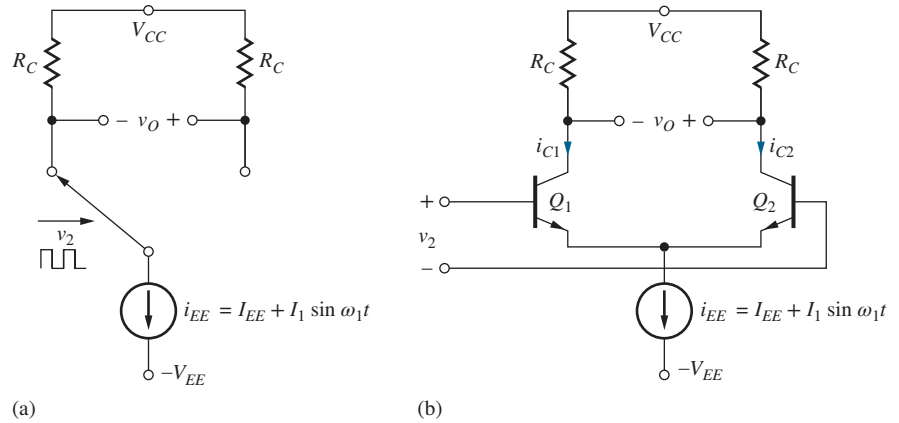 V_CC
R_C R_C
– v_O +
v_2
i_EE = I_EE + I_1 sin ω_1t
–V_EE
(a)
V_CC
R_C R_C
– v_O +
i_C1 i_C2
+
Q_1 Q_2
v_2
–
i_EE = I_EE + I_1 sin ω_1t
–V_EE
(b)